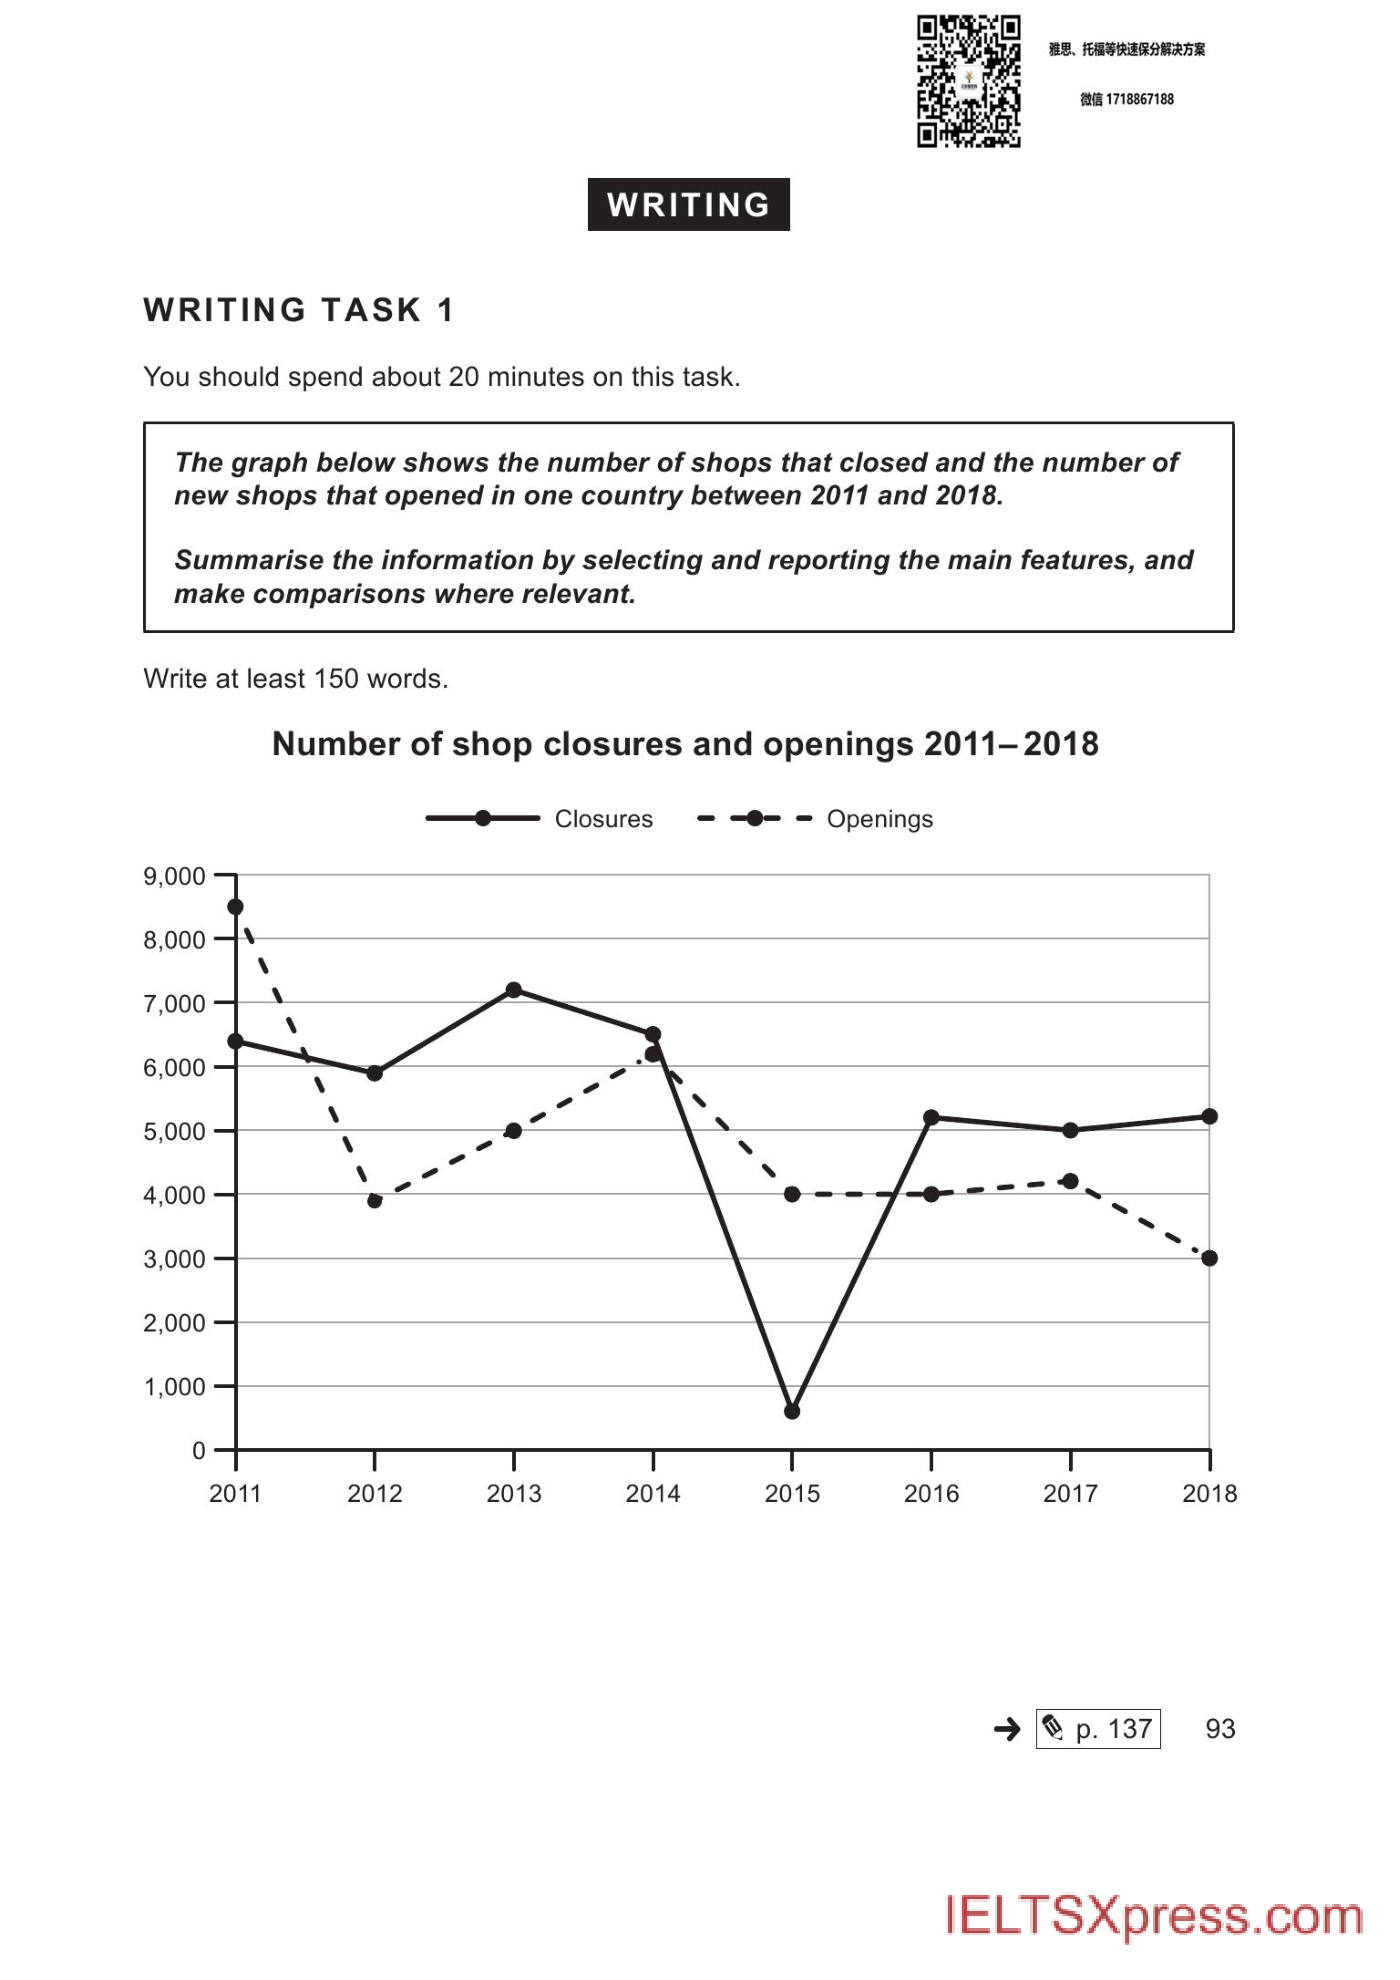 雅思、托福等快速保分解决方案
微信 1718867188
WRITING
WRITING TASK 1
You should spend about 20 minutes on this task.
The graph below shows the number of shops that closed and the number of
new shops that opened in one country between 2011 and 2018.
Summarise the information by selecting and reporting the main features, and
make comparisons where relevant.
Write at least 150 words.
Number of shop closures and openings 2011–2018
Closures Openings
9,000
8,000
7,000
6,000
5,000
4,000
3,000
2,000
1,000
0
2011 2012 2013 2014 2015 2016 2017 2018
p. 137 93
IELTSXpress.com